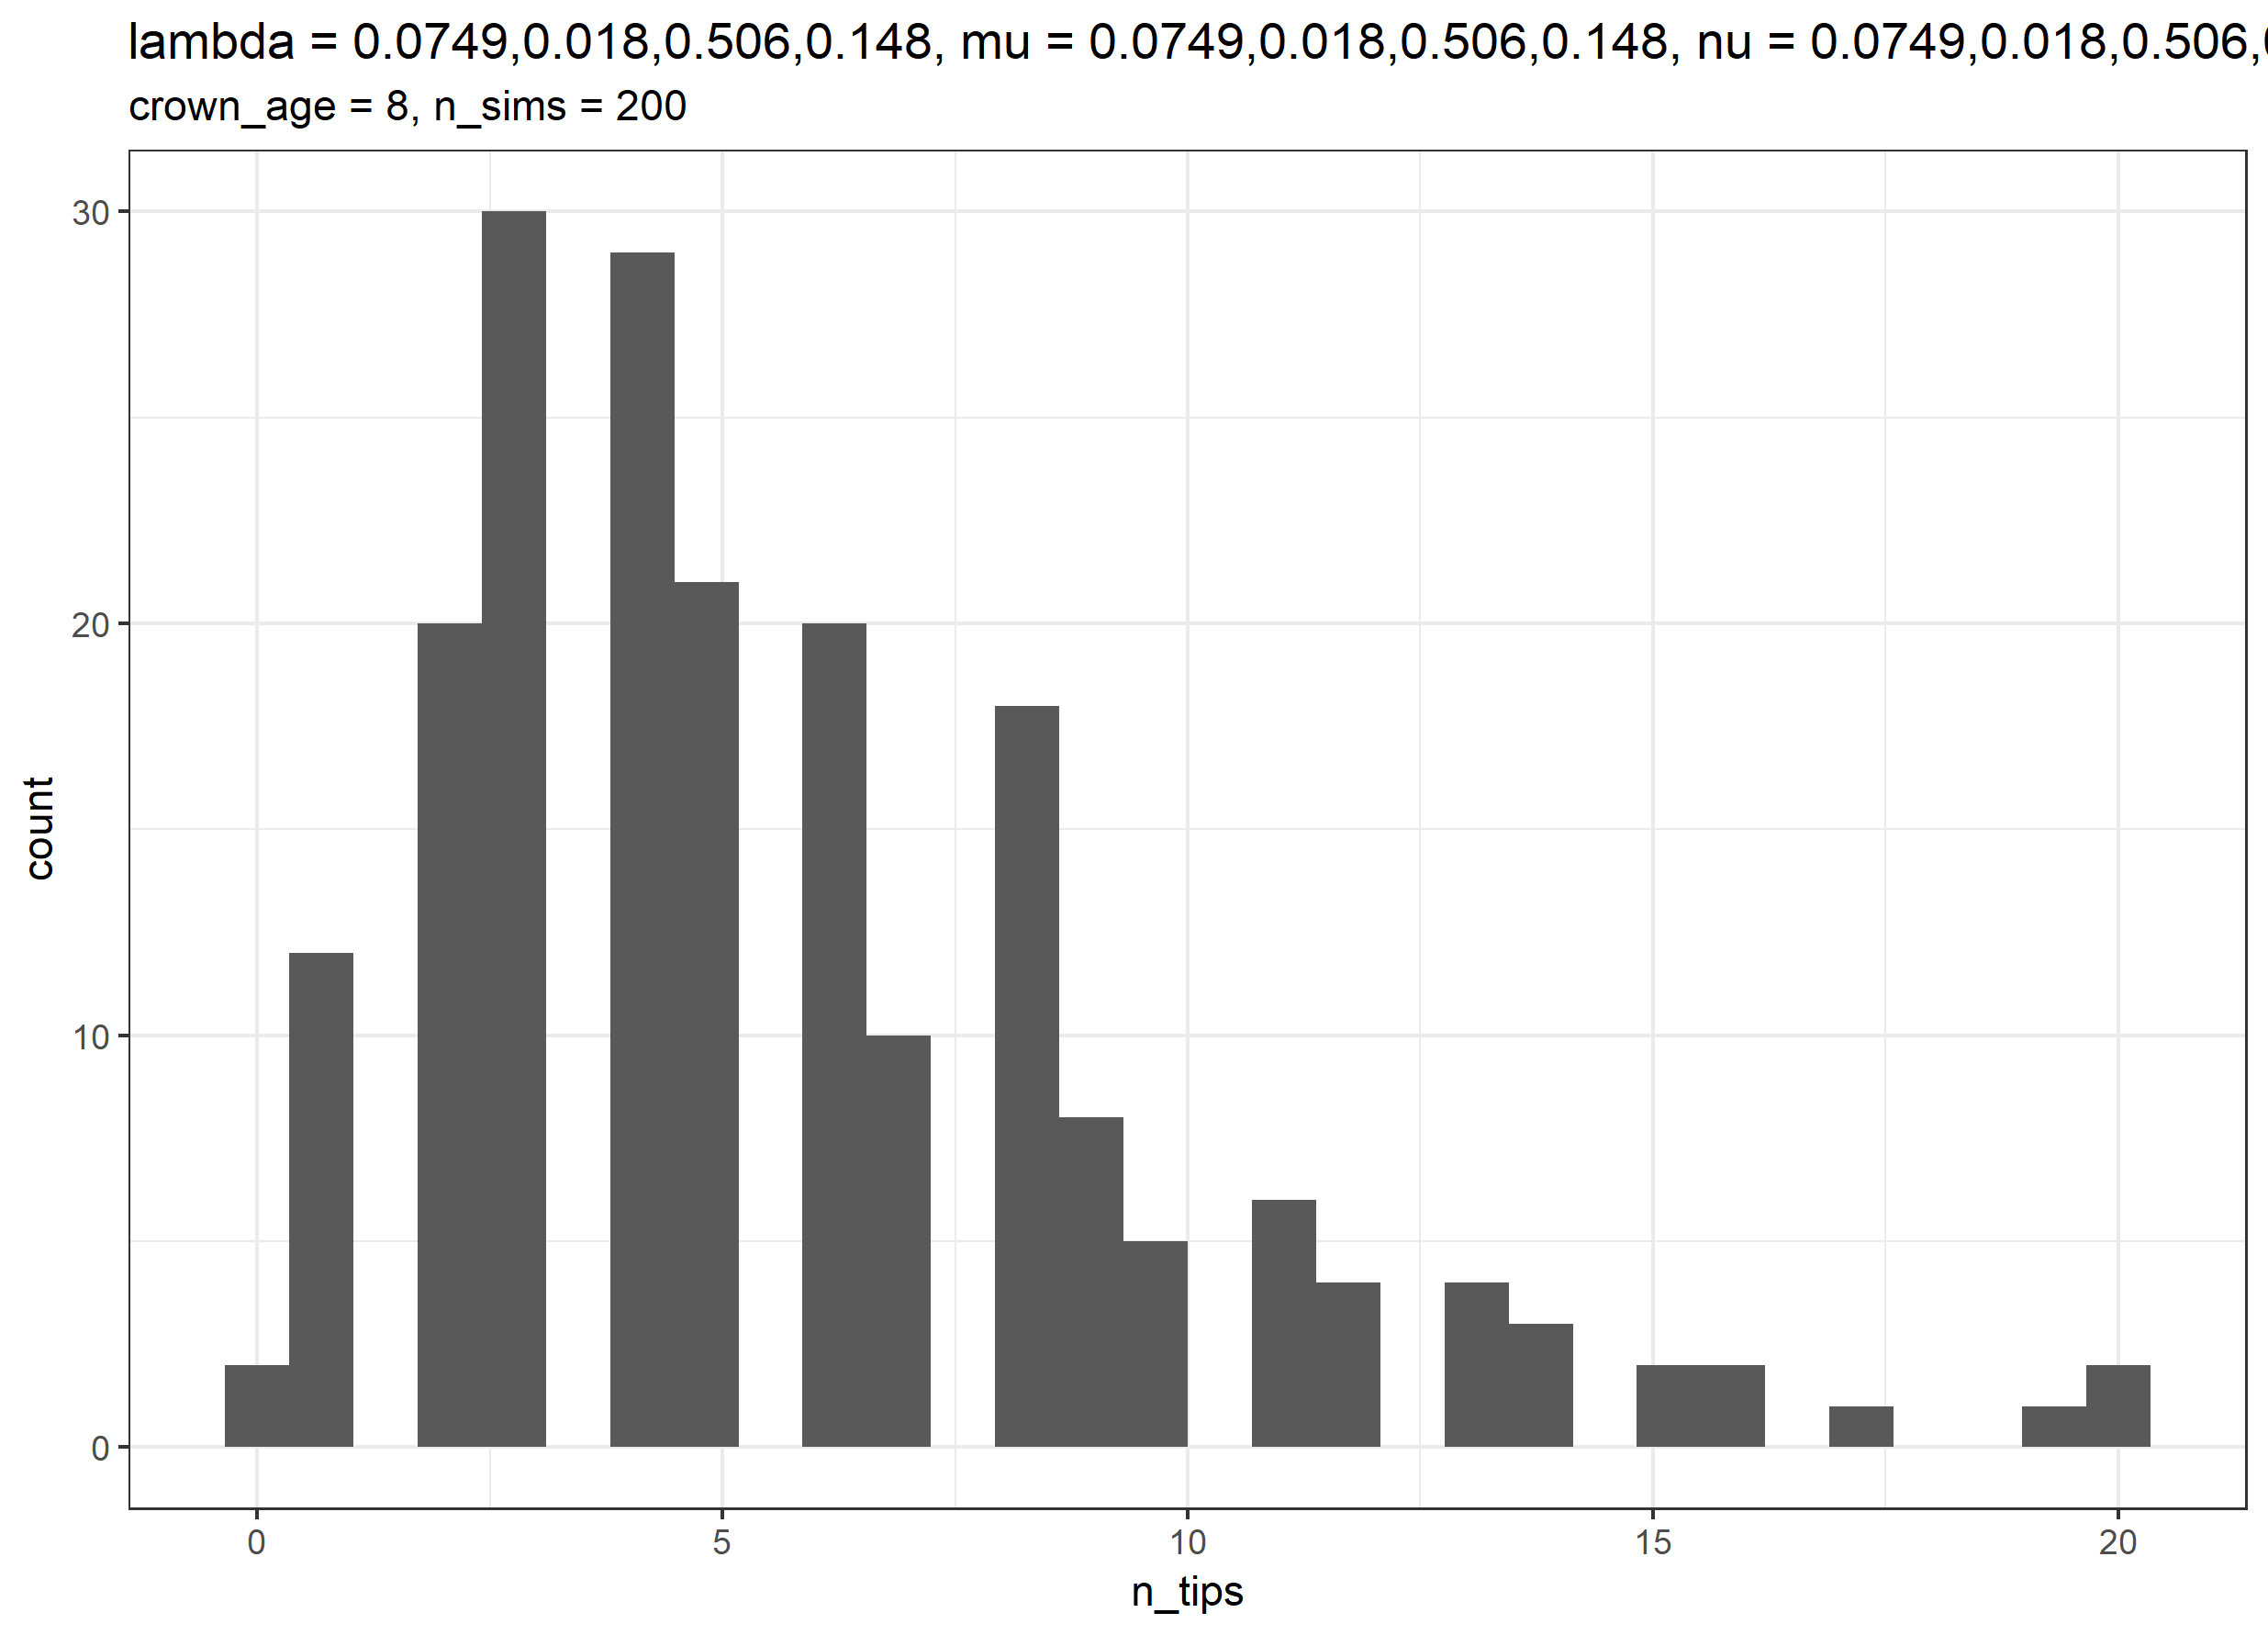 lambda = 0.0749,0.018,0.506,0.148, mu = 0.0749,0.018,0.506,0.148, nu = 0.0749,0.018,0.506,
crown_age = 8, n_sims = 200
30
20
10
0
count
0 5 10 15 20
n_tips